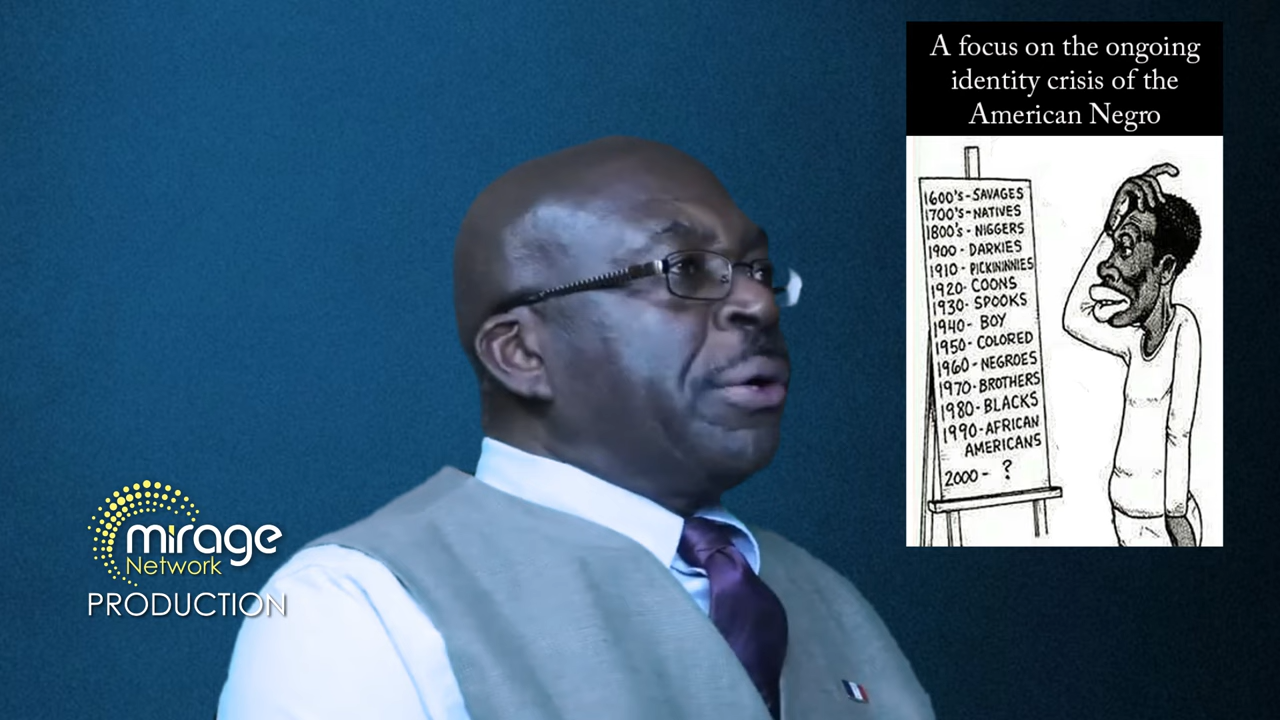 A focus on the ongoing
identity crisis of the
American Negro
1600's - SAVAGES
1700's - NATIVES
1800's - NIGGERS
1900 - DARKIES
1910 - PICKININNIES
1920 - COONS
1930 - SPOOKS
1940 - BOY
1950 - COLORED
1960 - NEGROES
1970 - BROTHERS
1980 - BLACKS
1990 - AFRICAN
AMERICANS
2000 - ?
mirage
Network
PRODUCTION